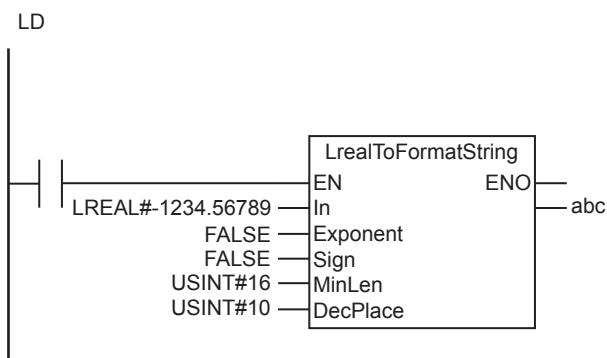 LD
LrealToFormatString
EN ENO
LREAL#-1234.56789 In abc
FALSE Exponent
FALSE Sign
USINT#16 MinLen
USINT#10 DecPlace